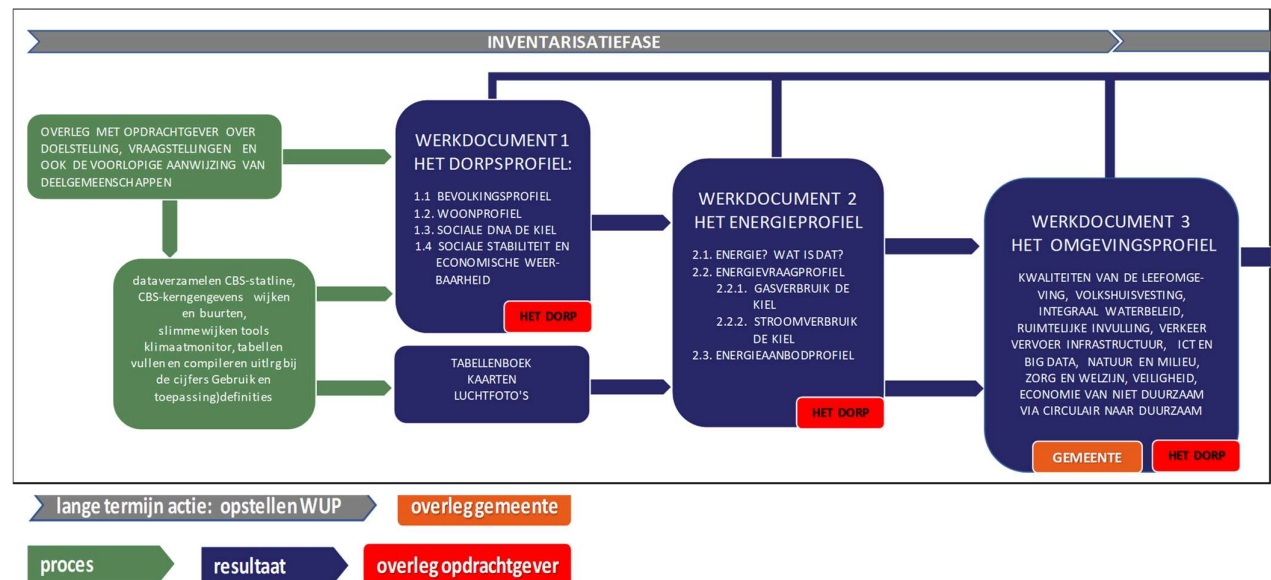 INVENTARISATIEFASE
OVERLEG MET OPDRACHTGEVER OVER
DOELSTELLING, VRAAGSTELLINGEN EN
OOK DE VOORLOPIGE AANWIJZING VAN
DEELGEMEENSCHAPPEN
dataverzamelen CBS-statline,
CBS-kerngengevens wijken
en buurten,
slimme wijken tools
klimaatmonitor, tabellen
vullen en compileren uitlrg bij
de cijfers Gebruik en
toepassing)definities
WERKDOCUMENT 1
HET DORPSPROFIEL:
1.1 BEVOLKINGSPROFIEL
1.2. WOONPROFIEL
1.3. SOCIALE DNA DE KIEL
1.4 SOCIALE STABILITEIT EN
ECONOMISCHE WEER-
BAARHEID
HET DORP
TABELLENBOEK
KAARTEN
LUCHTFOTO'S
WERKDOCUMENT 2
HET ENERGIEPROFIEL
2.1. ENERGIE? WAT IS DAT?
2.2. ENERGIEVRAAGPROFIEL
2.2.1. GASVERBRUIK DE
KIEL
2.2.2. STROOMVERBRUIK
DE KIEL
2.3. ENERGIEAANBODPROFIEL
HET DORP
WERKDOCUMENT 3
HET OMGEVINGSPROFIEL
KWALITEITEN VAN DE LEEFOMGE-
VING, VOLKSHUISVESTING,
INTEGRAAL WATERBELEID,
RUIMTELIJKE INVULLING, VERKEER
VERVOER INFRASTRUCTUUR, ICT EN
BIG DATA, NATUUR EN MILIEU,
ZORG EN WELZIJN, VEILIGHEID,
ECONOMIE VAN NIET DUURZAAM
VIA CIRCULAIR NAAR DUURZAAM
GEMEENTE
HET DORP
lange termijn actie: opstellen WUP
overleg gemeente
proces
resultaat
overleg opdrachtgever